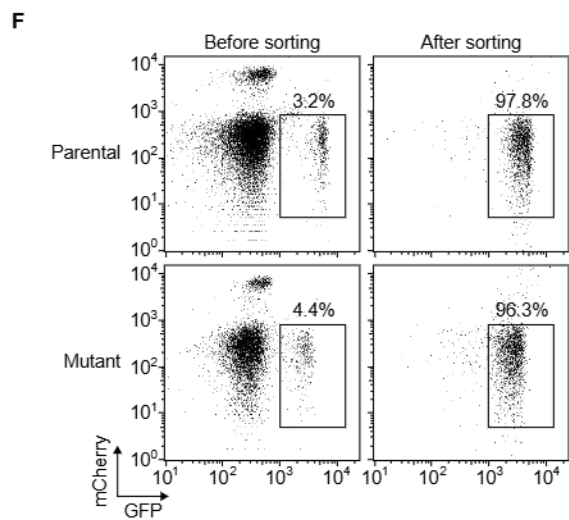 F
Before sorting After sorting
10⁴
10³ 3.2% 97.8%
Parental 10²
10¹
10⁰
10⁴
10³ 4.4% 96.3%
Mutant 10²
10¹
10⁰
10¹ 10² 10³ 10⁴ 10¹ 10² 10³ 10⁴
mCherry
GFP